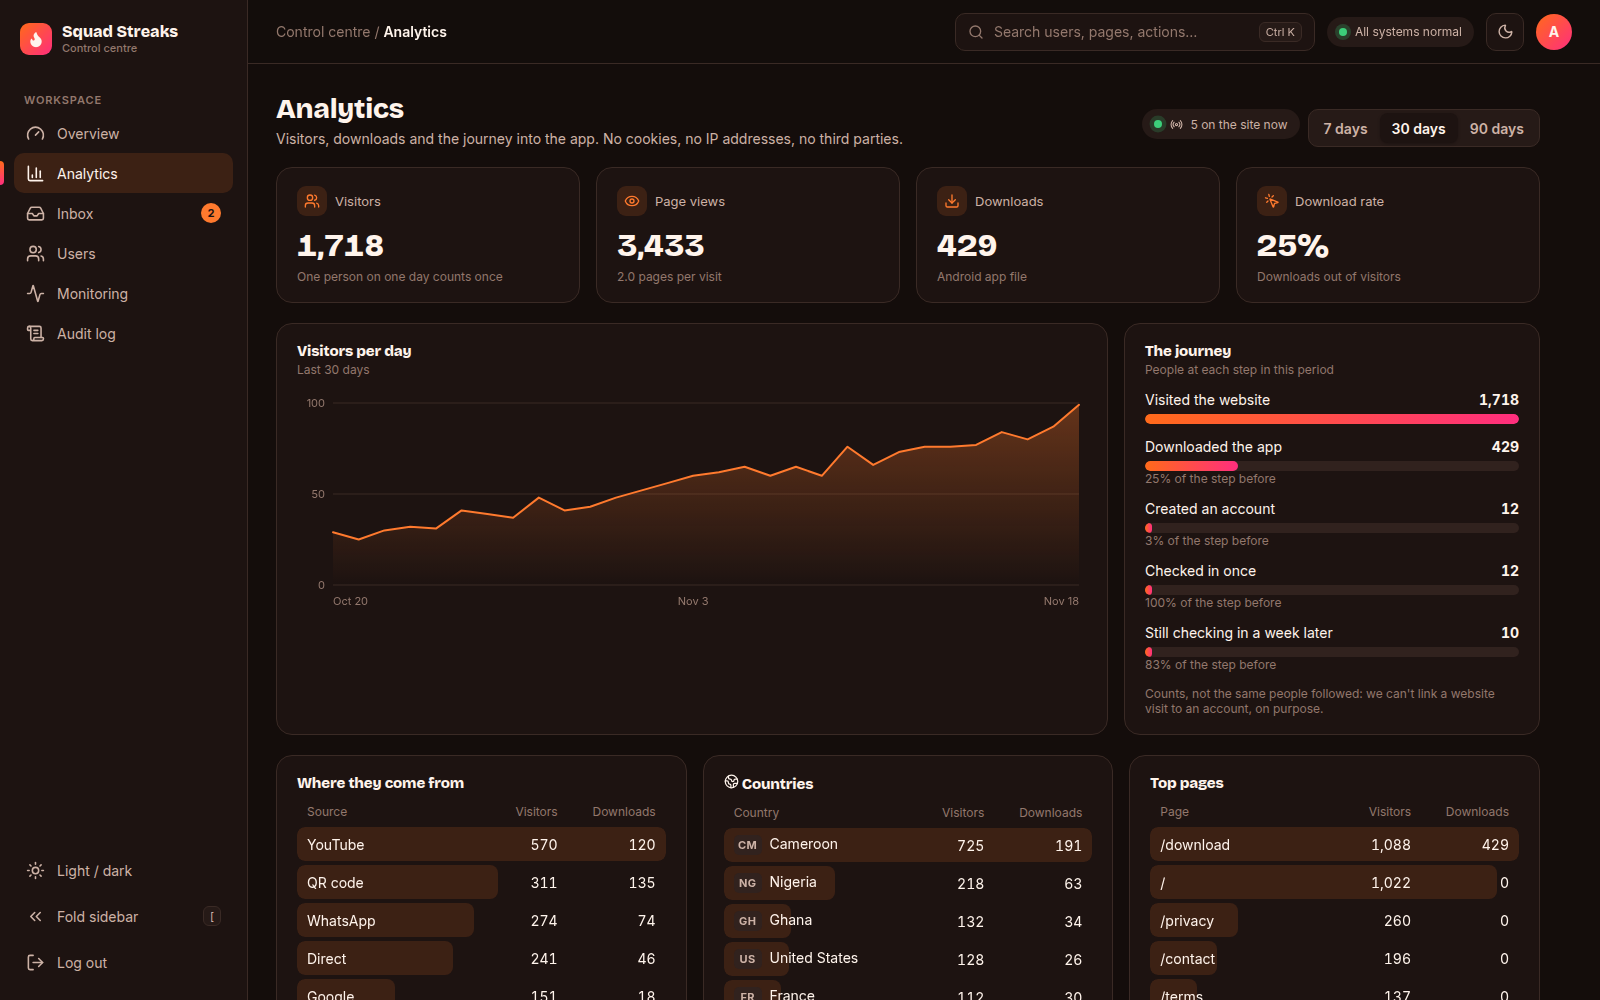 Squad Streaks
Control centre
WORKSPACE
Overview
Analytics
Inbox 2
Users
Monitoring
Audit log
Light / dark
Fold sidebar [
Log out
Control centre / Analytics
Search users, pages, actions... Ctrl K
All systems normal
A
Analytics
Visitors, downloads and the journey into the app. No cookies, no IP addresses, no third parties.
5 on the site now
7 days 30 days 90 days
Visitors
1,718
One person on one day counts once
Page views
3,433
2.0 pages per visit
Downloads
429
Android app file
Download rate
25%
Downloads out of visitors
Visitors per day
Last 30 days
100
50
0
Oct 20 Nov 3 Nov 18
The journey
People at each step in this period
Visited the website 1,718
Downloaded the app 429
25% of the step before
Created an account 12
3% of the step before
Checked in once 12
100% of the step before
Still checking in a week later 10
83% of the step before
Counts, not the same people followed: we can't link a website
visit to an account, on purpose.
Where they come from
Source Visitors Downloads
YouTube 570 120
QR code 311 135
WhatsApp 274 74
Direct 241 46
Google 151 18
Countries
Country Visitors Downloads
CM Cameroon 725 191
NG Nigeria 218 63
GH Ghana 132 34
US United States 128 26
FR France 112 30
Top pages
Page Visitors Downloads
/download 1,088 429
/ 1,022 0
/privacy 260 0
/contact 196 0
/terms 137 0